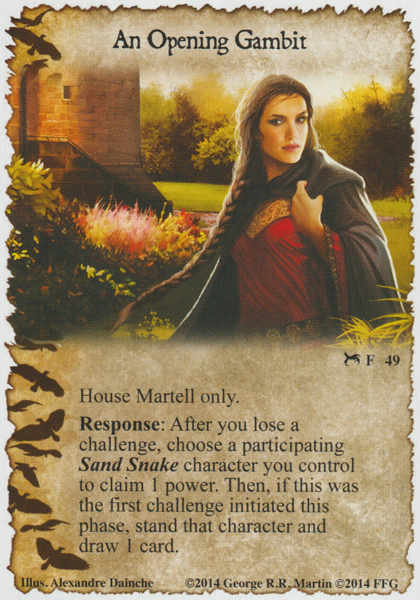 An Opening Gambit
F 49
House Martell only.
Response: After you lose a
challenge, choose a participating
Sand Snake character you control
to claim 1 power. Then, if this was
the first challenge initiated this
phase, stand that character and
draw 1 card.
Illus. Alexandre Dainche ©2014 George R.R. Martin ©2014 FFG